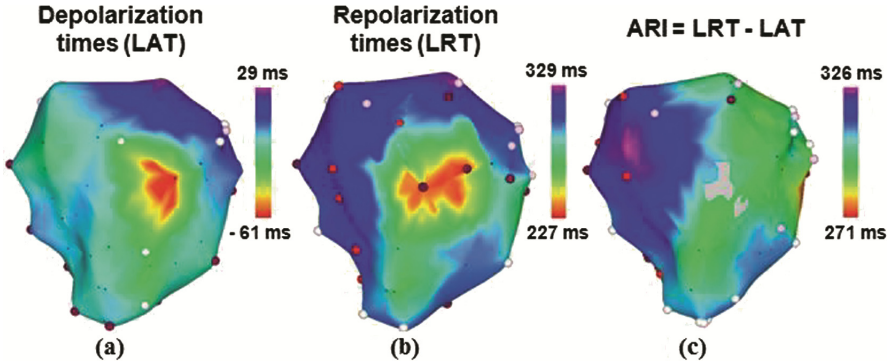 Depolarization
times (LAT)
Repolarization
times (LRT)
ARI = LRT - LAT
29 ms
- 61 ms
329 ms
227 ms
326 ms
271 ms
(a)
(b)
(c)